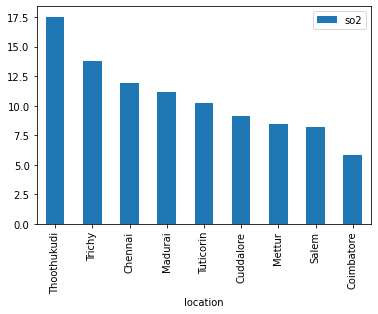 so2
17.5
15.0
12.5
10.0
7.5
5.0
2.5
0.0
Thoothukudi
Trichy
Chennai
Madurai
Tuticorin
Cuddalore
Mettur
Salem
Coimbatore
location